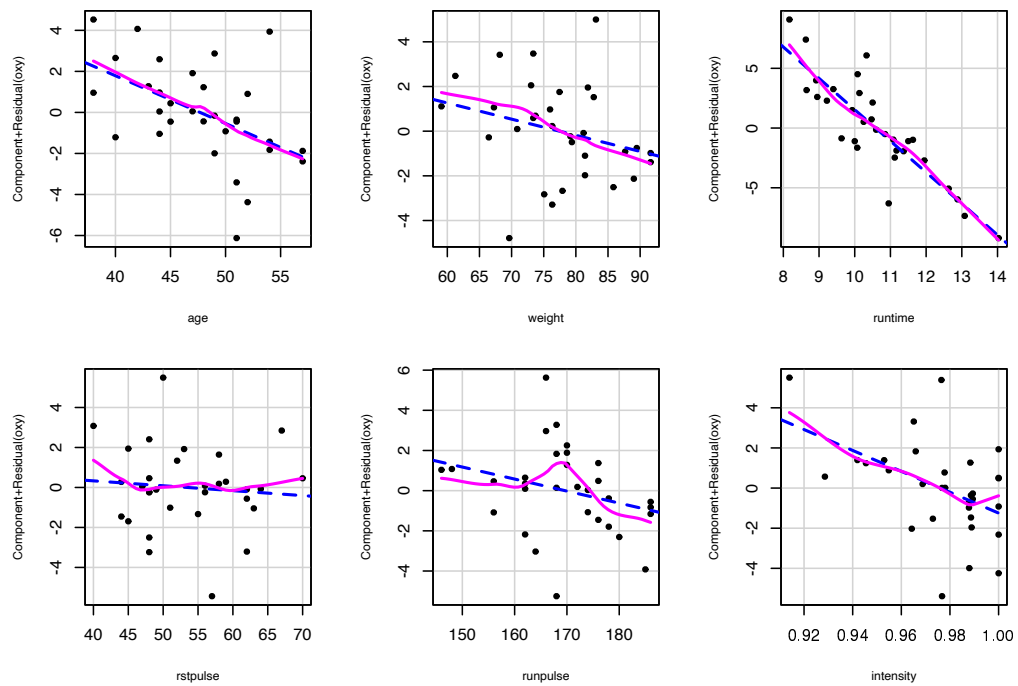 Component+Residual(oxy)
4
2
0
-2
-4
-6
40 45 50 55
age
Component+Residual(oxy)
4
2
0
-2
-4
60 65 70 75 80 85 90
weight
Component+Residual(oxy)
5
0
-5
8 9 10 11 12 13 14
runtime
Component+Residual(oxy)
4
2
0
-2
-4
40 45 50 55 60 65 70
rstpulse
Component+Residual(oxy)
6
4
2
0
-2
-4
150 160 170 180
runpulse
Component+Residual(oxy)
4
2
0
-2
-4
0.92 0.94 0.96 0.98 1.00
intensity